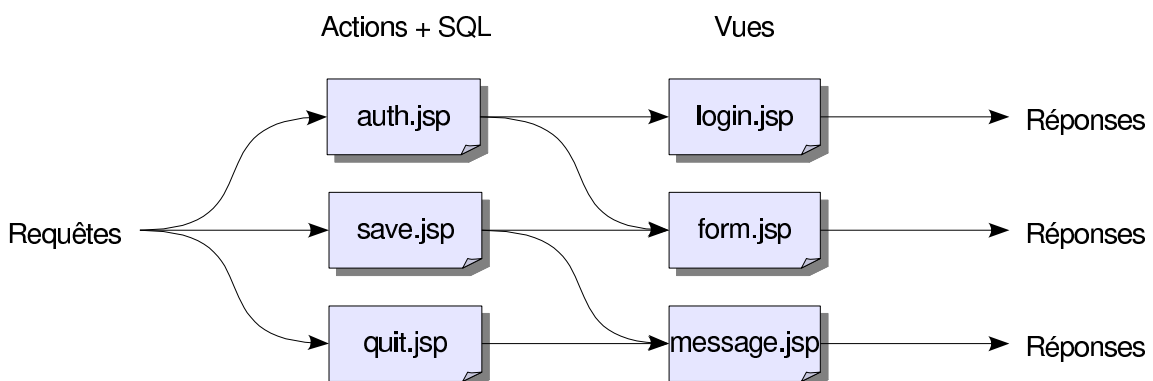 Actions + SQL
Vues
auth.jsp
login.jsp
Réponses
Requêtes
save.jsp
form.jsp
Réponses
quit.jsp
message.jsp
Réponses